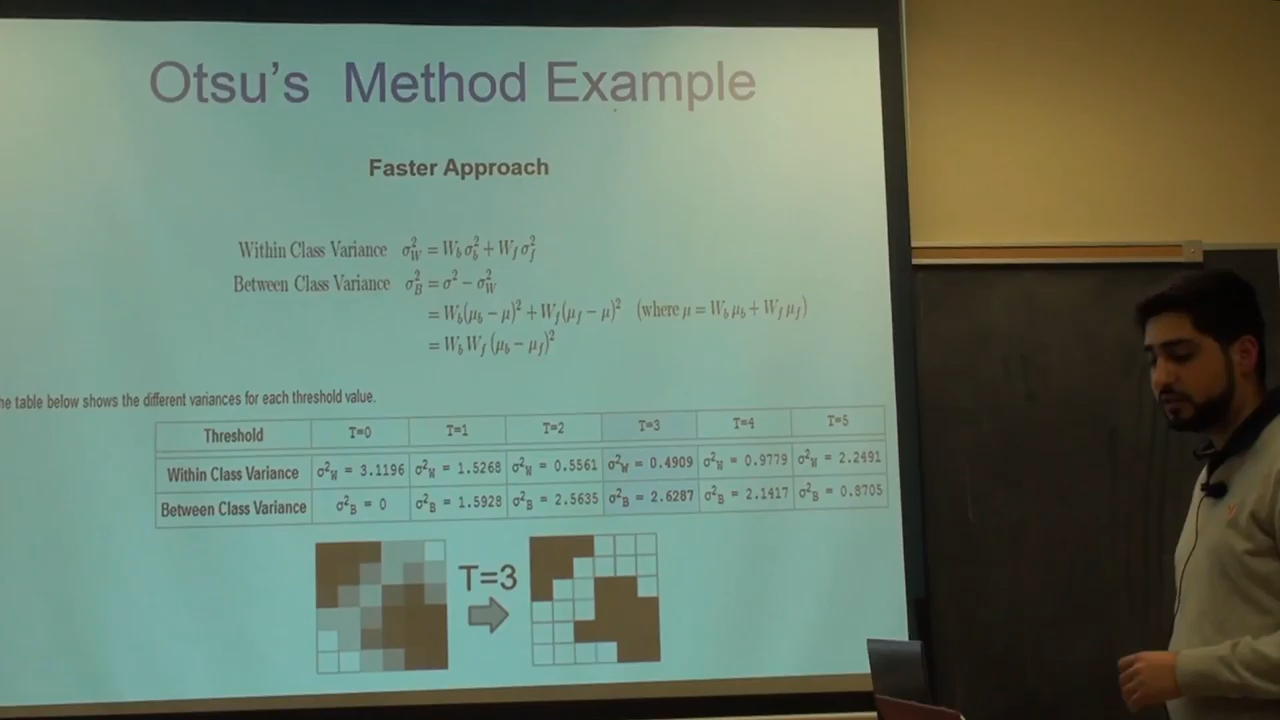 Otsu's Method Example
Faster Approach
Within Class Variance σ²_W = W_b σ²_b + W_f σ²_f
Between Class Variance σ²_B = σ² − σ²_W
= W_b(μ_b − μ)² + W_f(μ_f − μ)² (where μ = W_b μ_b + W_f μ_f)
= W_b W_f (μ_b − μ_f)²
he table below shows the different variances for each threshold value.
Threshold T=0 T=1 T=2 T=3 T=4 T=5
Within Class Variance σ²_W = 3.1196 σ²_W = 1.5268 σ²_W = 0.5561 σ²_W = 0.4909 σ²_W = 0.9779 σ²_W = 2.2491
Between Class Variance σ²_B = 0 σ²_B = 1.5928 σ²_B = 2.5635 σ²_B = 2.6287 σ²_B = 2.1417 σ²_B = 0.8705
T=3